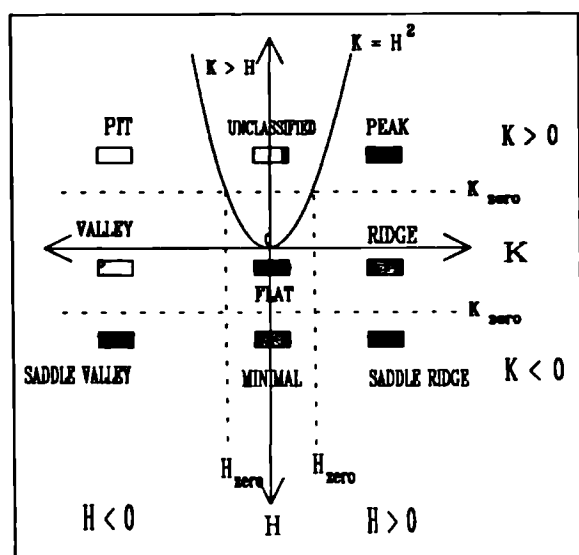 K = H²
K > H
PIT UNCLASSIFIED PEAK K > 0
K zero
VALLEY RIDGE
K
FLAT
K zero
SADDLE VALLEY MINIMAL SADDLE RIDGE K < 0
H zero H zero
H < 0 H H > 0